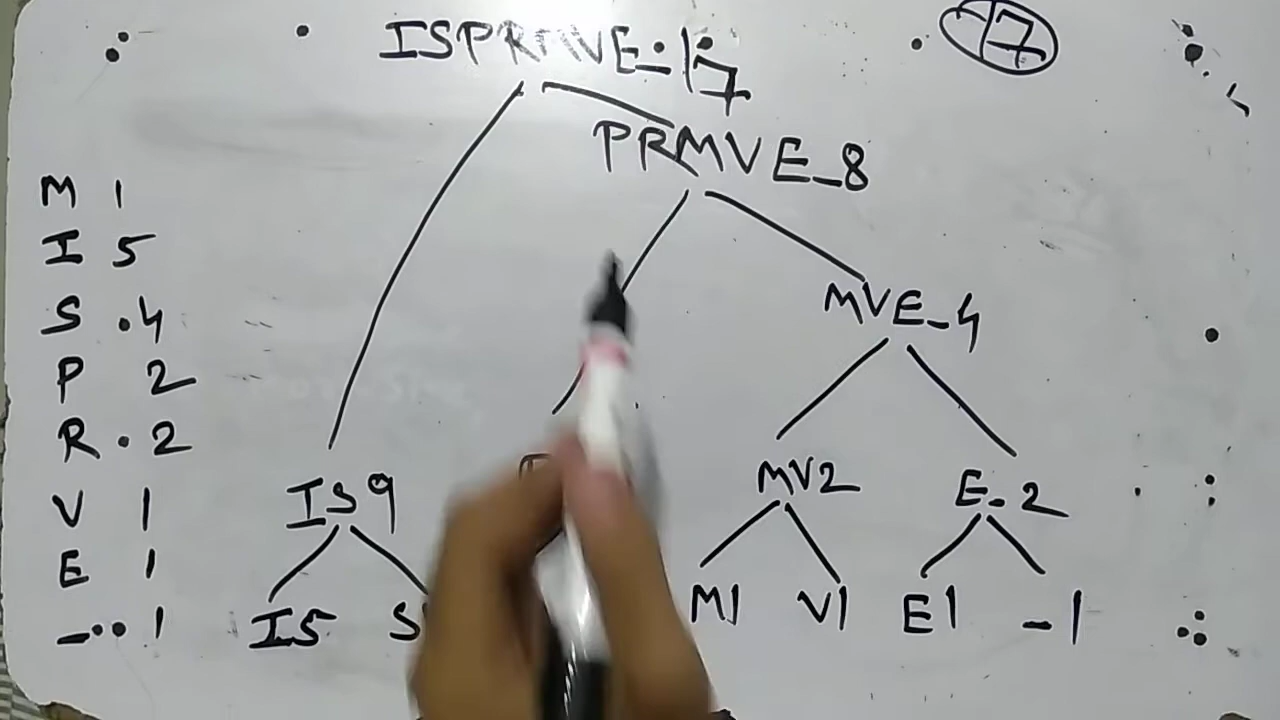 ISPRMVE_17
17
PRMVE_8
M 1
I 5
S 4
P 2
R 2
V 1
E 1
_ 1
MVE_4
IS9
MV2
E_2
I5
S
M1
V1
E1
_1